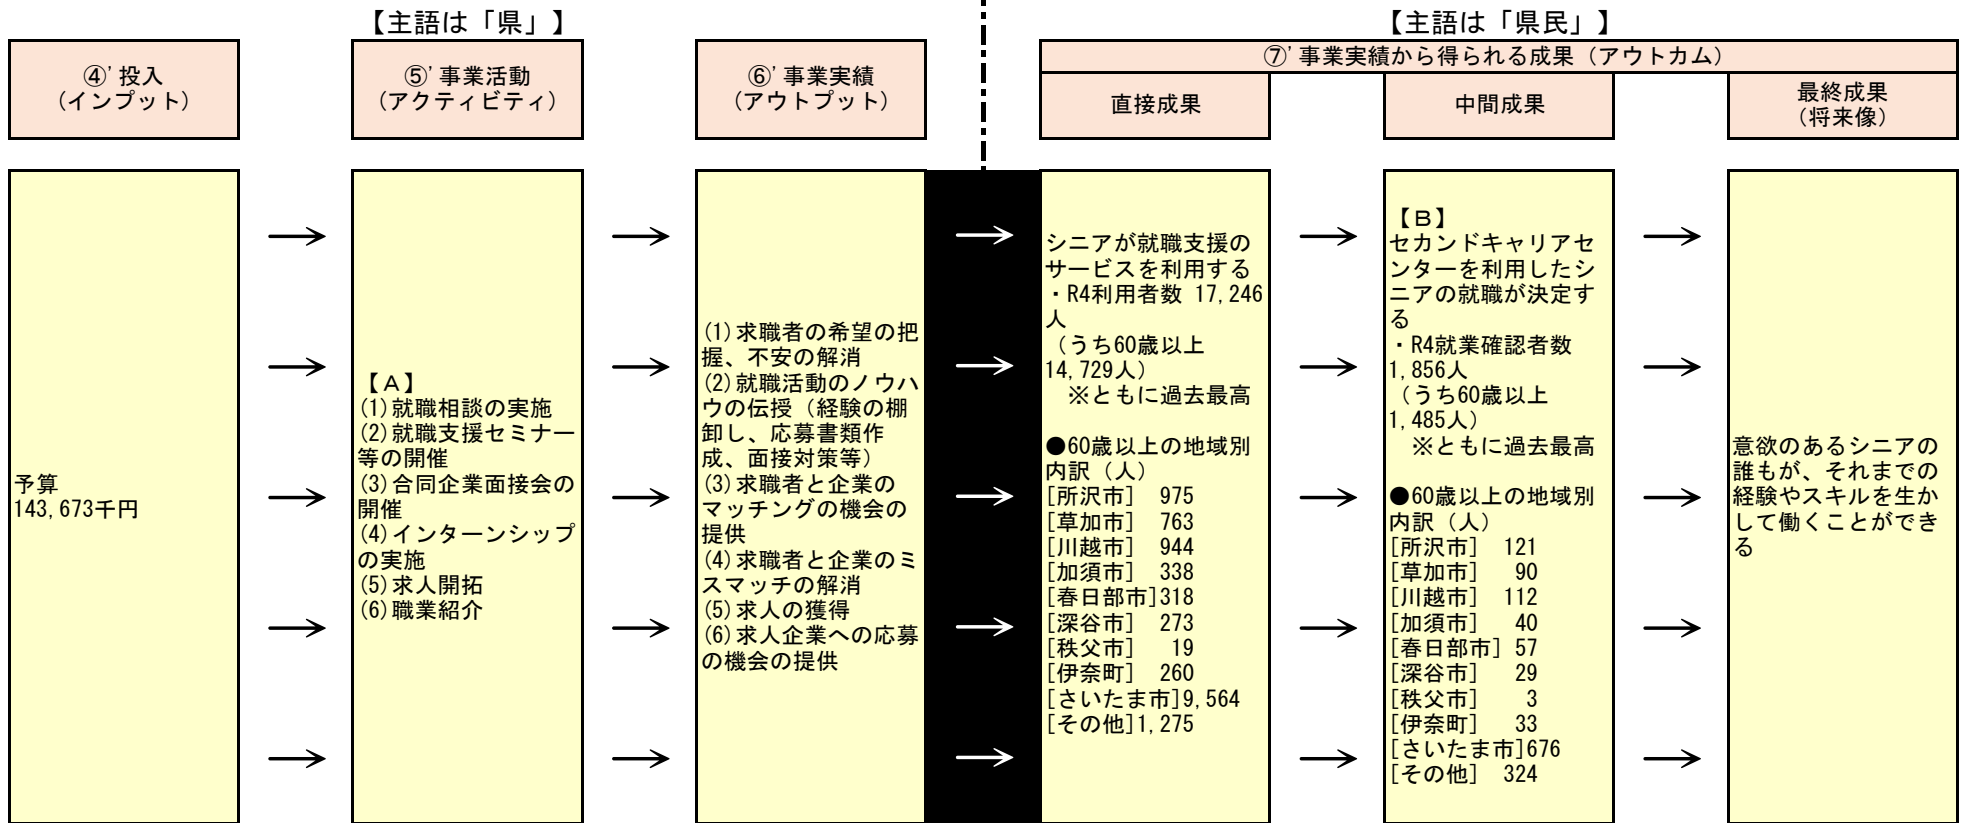 【主語は「県」】
【主語は「県民」】
④’投入
（インプット）
⑤’事業活動
（アクティビティ）
⑥’事業実績
（アウトプット）
⑦’事業実績から得られる成果（アウトカム）
直接成果
中間成果
最終成果
（将来像）
予算
143,673千円
【Ａ】
(1)就職相談の実施
(2)就職支援セミナー
等の開催
(3)合同企業面接会の
開催
(4)インターンシップ
の実施
(5)求人開拓
(6)職業紹介
(1)求職者の希望の把
握、不安の解消
(2)就職活動のノウハ
ウの伝授（経験の棚
卸し、応募書類作
成、面接対策等）
(3)求職者と企業の
マッチングの機会の
提供
(4)求職者と企業のミ
スマッチの解消
(5)求人の獲得
(6)求人企業への応募
の機会の提供
シニアが就職支援の
サービスを利用する
・R4利用者数 17,246
人
（うち60歳以上
14,729人）
※ともに過去最高
●60歳以上の地域別
内訳（人）
[所沢市] 975
[草加市] 763
[川越市] 944
[加須市] 338
[春日部市]318
[深谷市] 273
[秩父市] 19
[伊奈町] 260
[さいたま市]9,564
[その他]1,275
【Ｂ】
セカンドキャリアセ
ンターを利用したシ
ニアの就職が決定す
る
・R4就業確認者数
1,856人
（うち60歳以上
1,485人）
※ともに過去最高
●60歳以上の地域別
内訳（人）
[所沢市] 121
[草加市] 90
[川越市] 112
[加須市] 40
[春日部市] 57
[深谷市] 29
[秩父市] 3
[伊奈町] 33
[さいたま市]676
[その他] 324
意欲のあるシニアの
誰もが、それまでの
経験やスキルを生か
して働くことができ
る